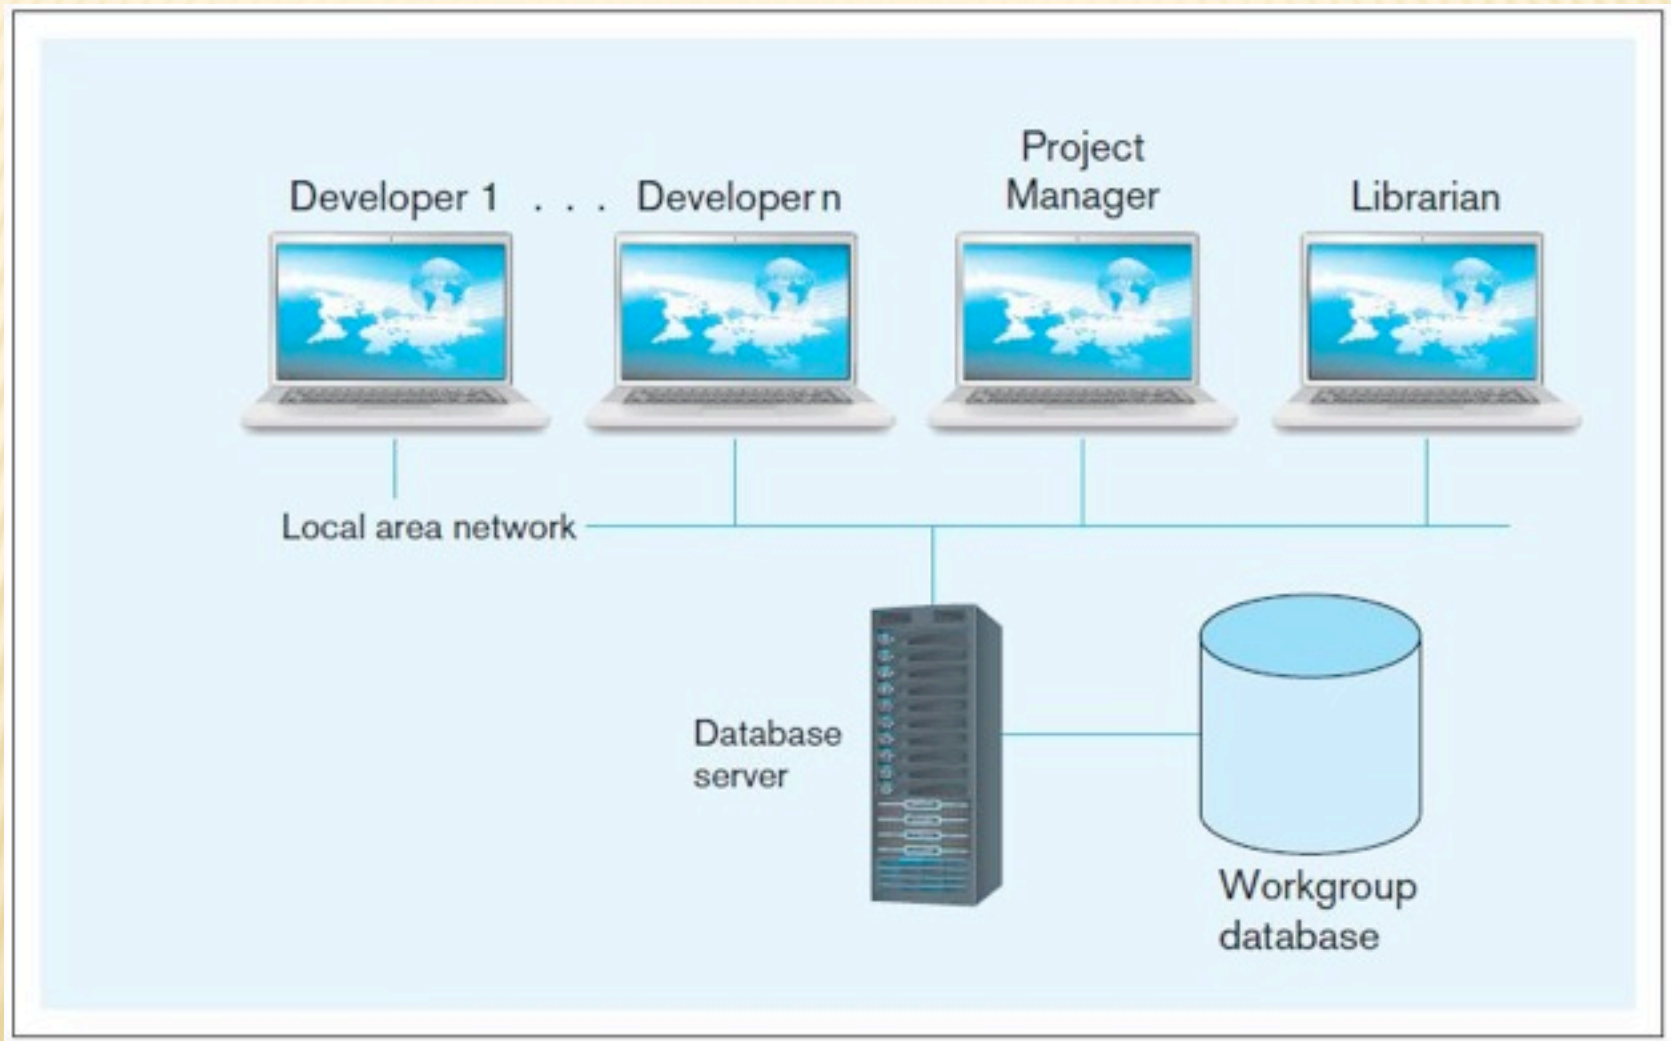 Developer 1 . . . Developer n
Project
Manager
Librarian
Local area network
Database
server
Workgroup
database